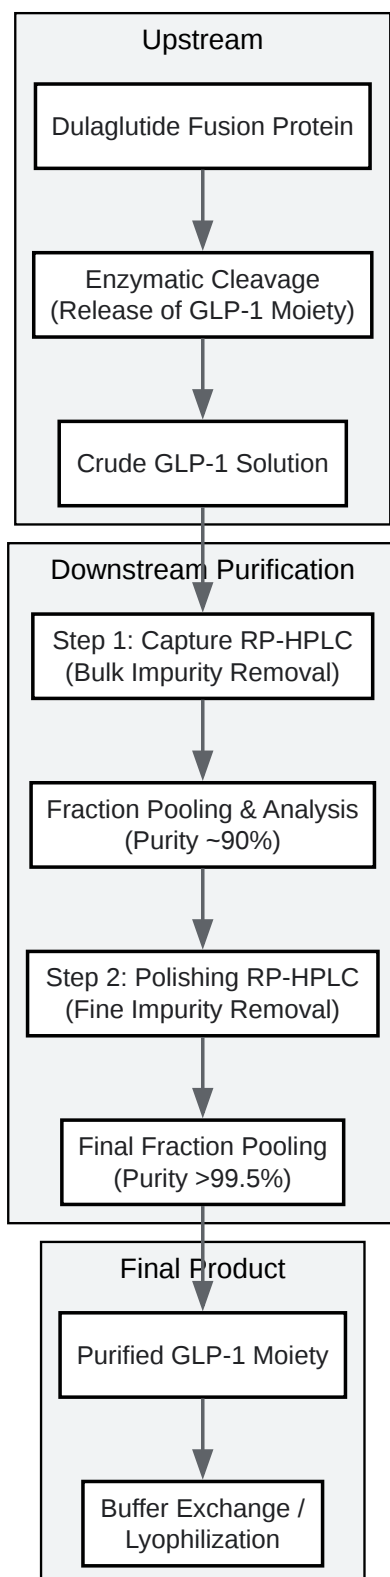 Upstream
Dulaglutide Fusion Protein
Enzymatic Cleavage
(Release of GLP-1 Moiety)
Crude GLP-1 Solution
Downstream Purification
Step 1: Capture RP-HPLC
(Bulk Impurity Removal)
Fraction Pooling & Analysis
(Purity ~90%)
Step 2: Polishing RP-HPLC
(Fine Impurity Removal)
Final Fraction Pooling
(Purity >99.5%)
Final Product
Purified GLP-1 Moiety
Buffer Exchange /
Lyophilization